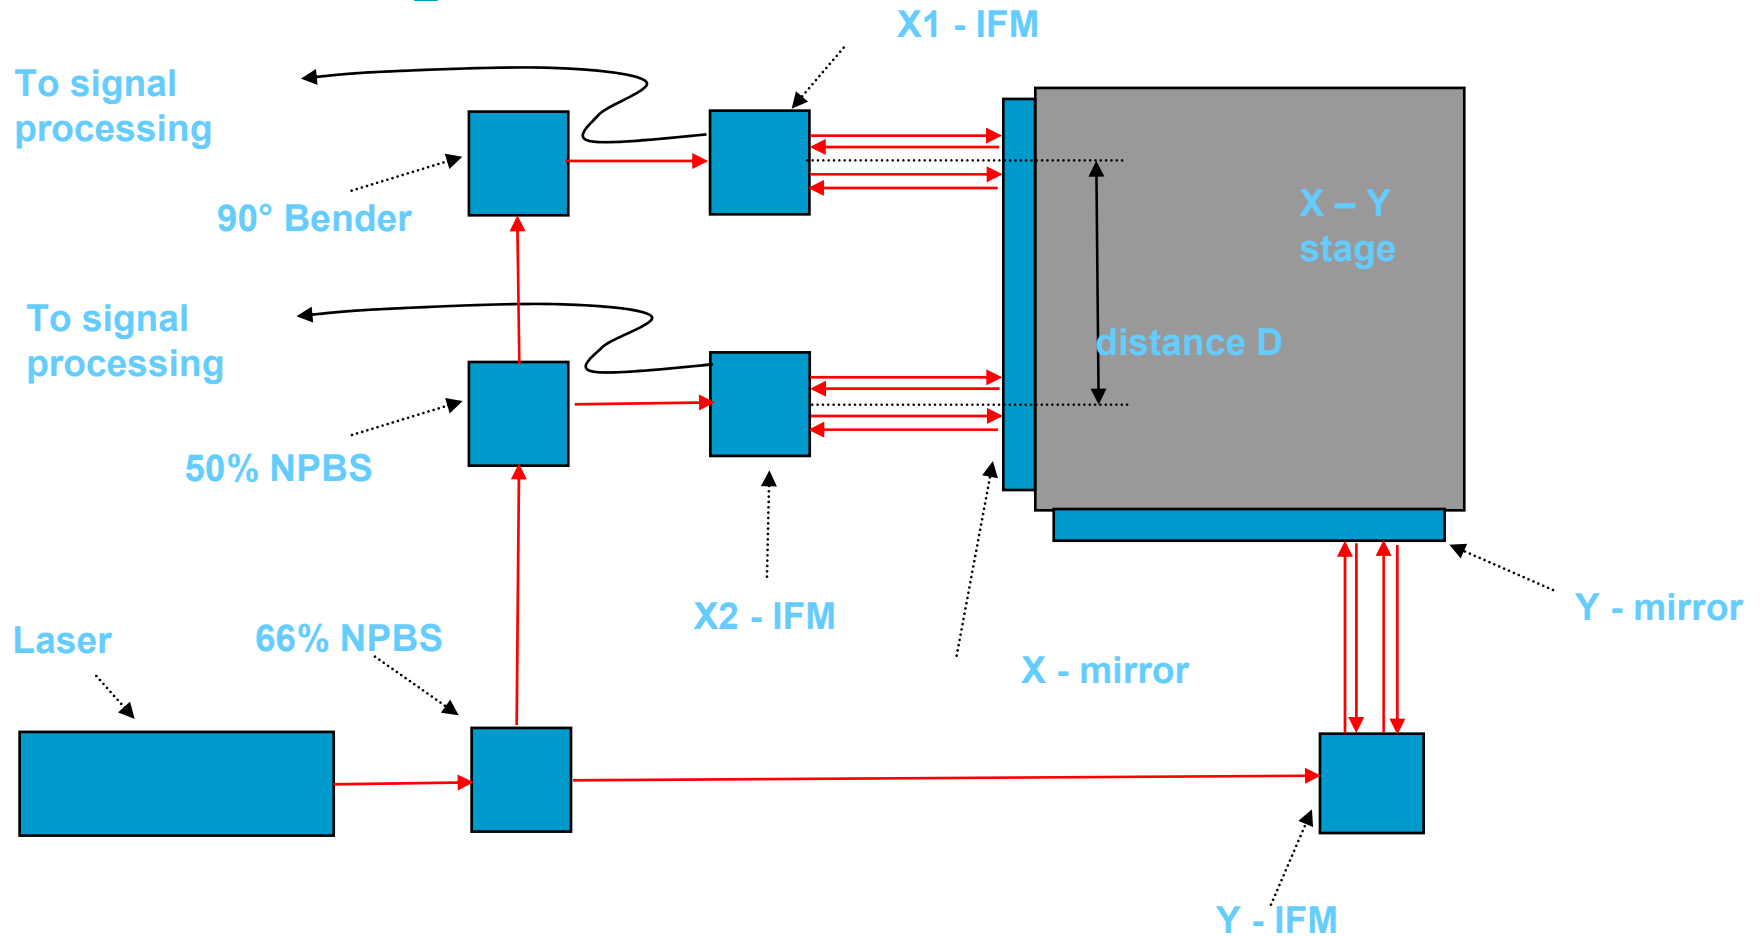 X1 - IFM
To signal
processing
90° Bender
X – Y
stage
To signal
processing
distance D
50% NPBS
X2 - IFM
Y - mirror
Laser
66% NPBS
X - mirror
Y - IFM